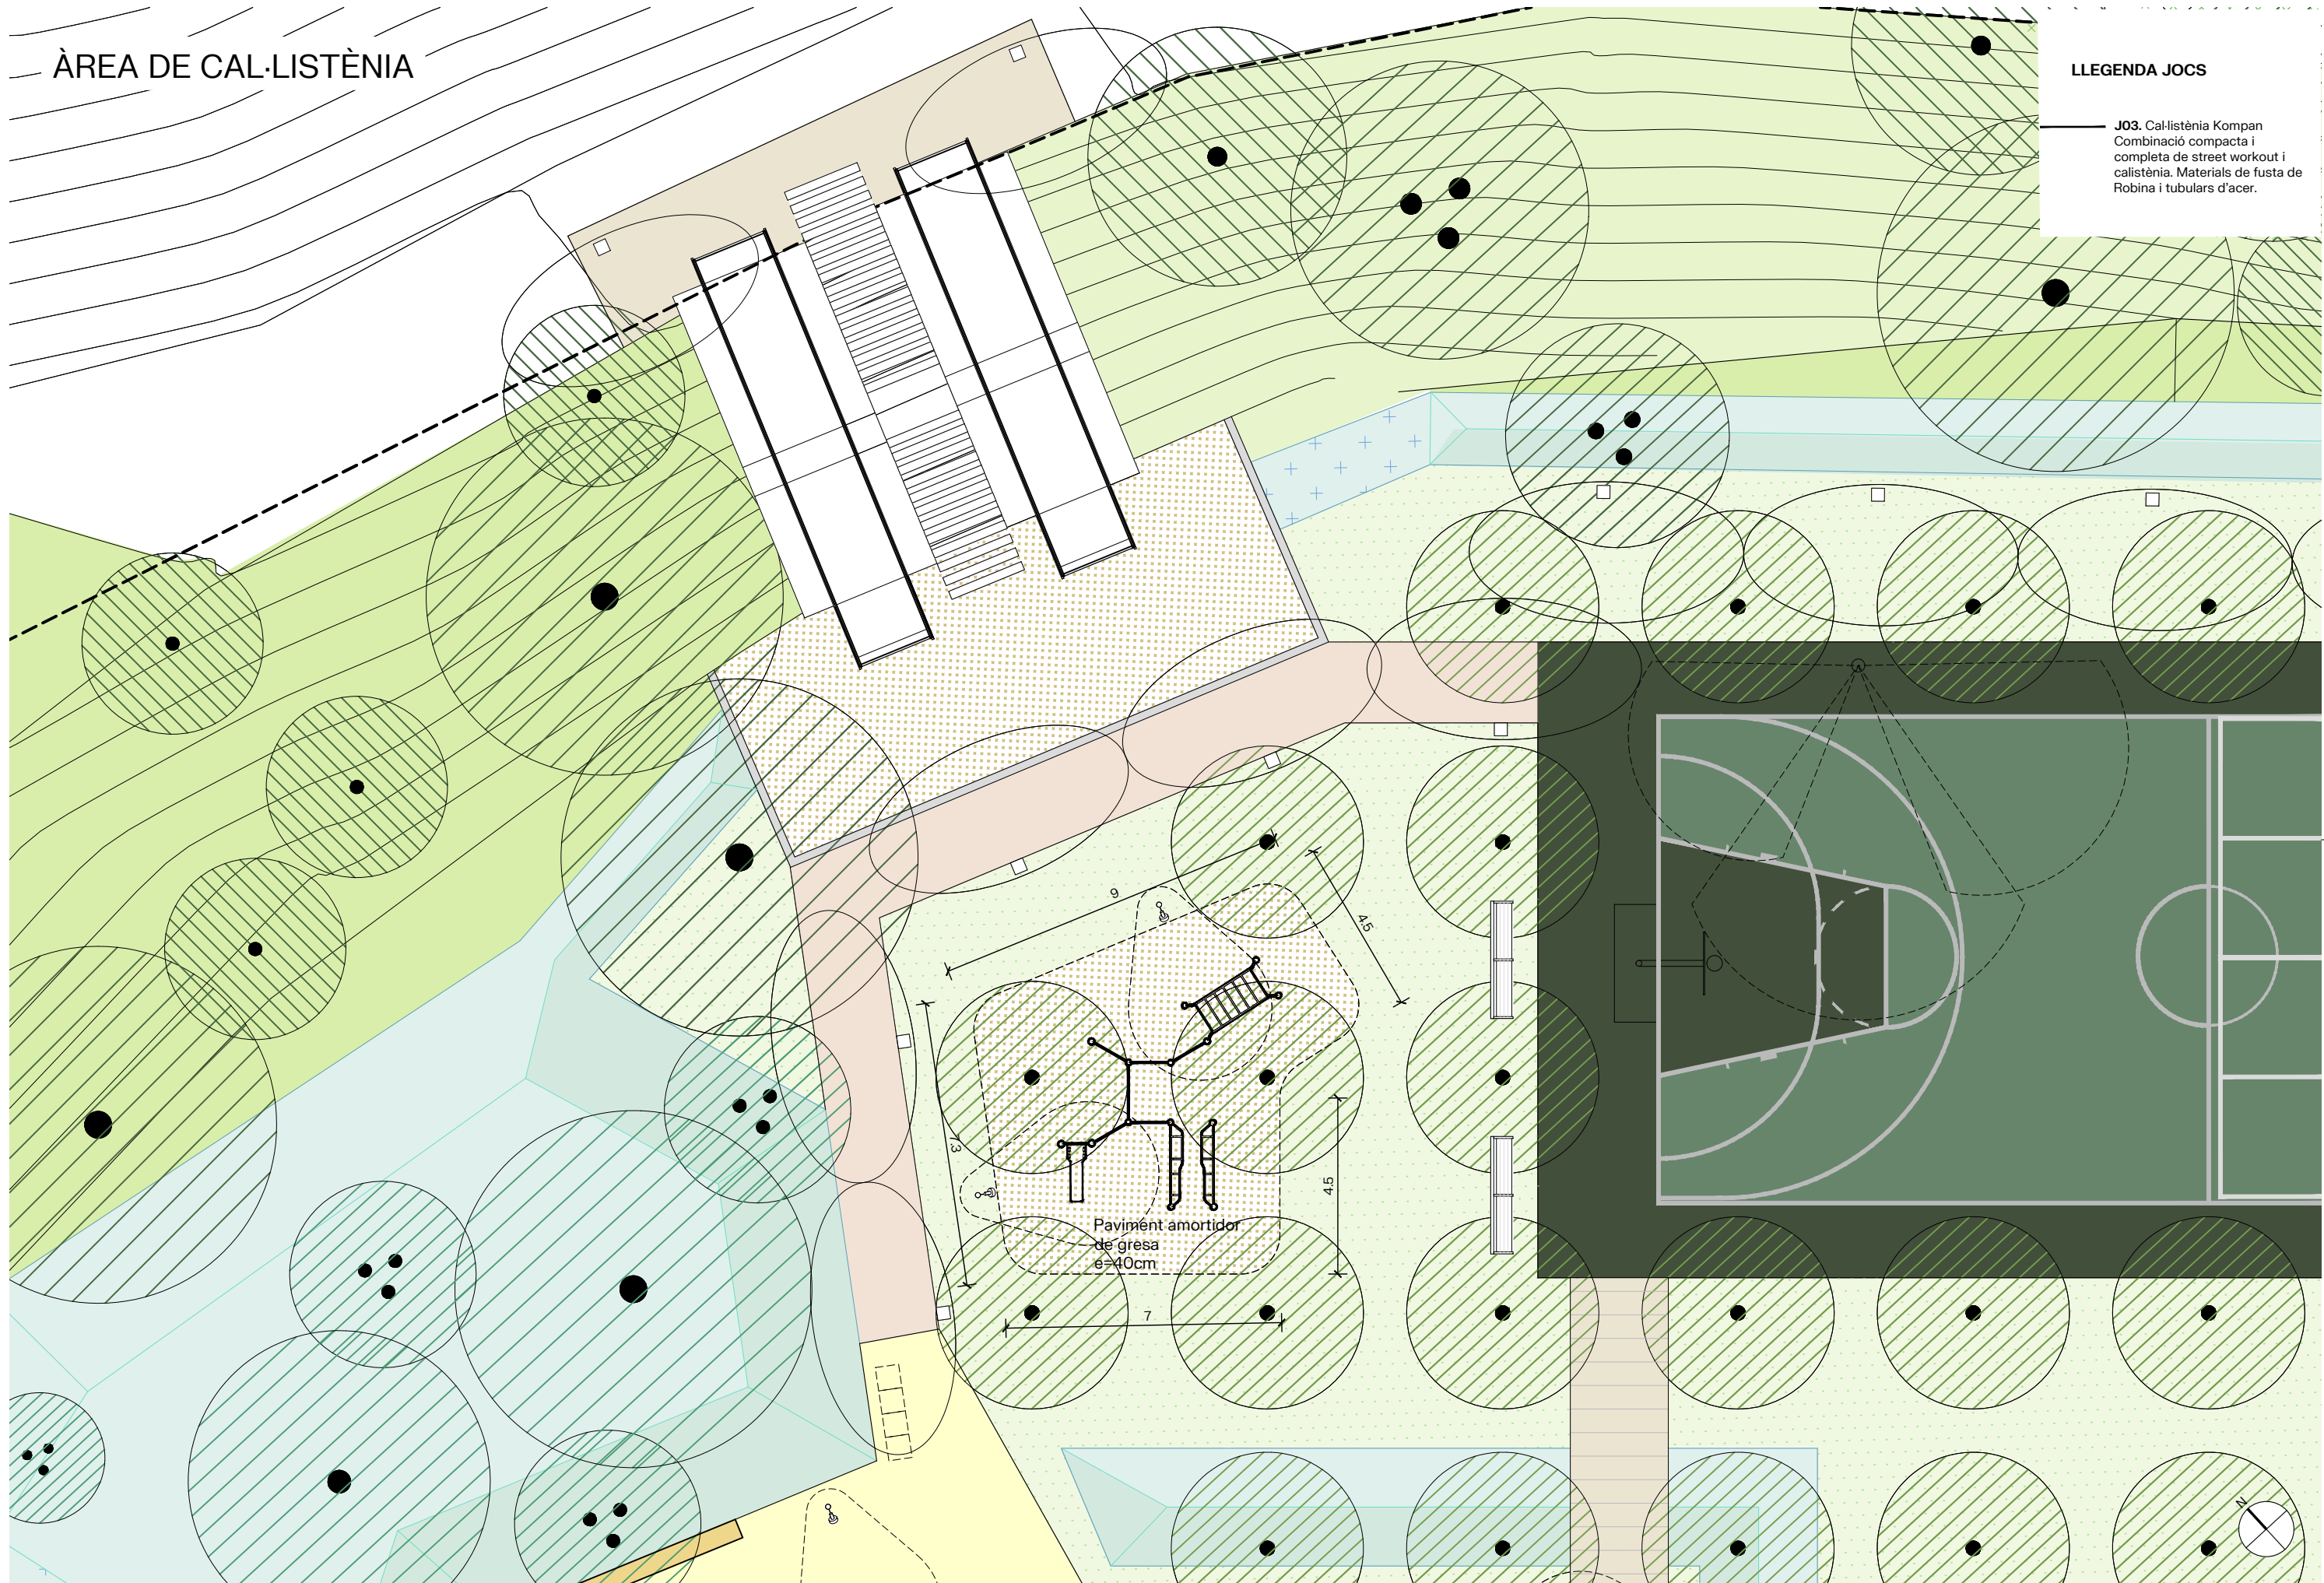 ÀREA DE CAL·LISTÈNIA
LLEGENDA JOCS
J03. Cal·listènia Kompan
Combinació compacta i
completa de street workout i
calistènia. Materials de fusta de
Robina i tubulars d'acer.
9
4.5
7.3
4.5
Paviment amortidor
de gresa
e=40cm
7
N